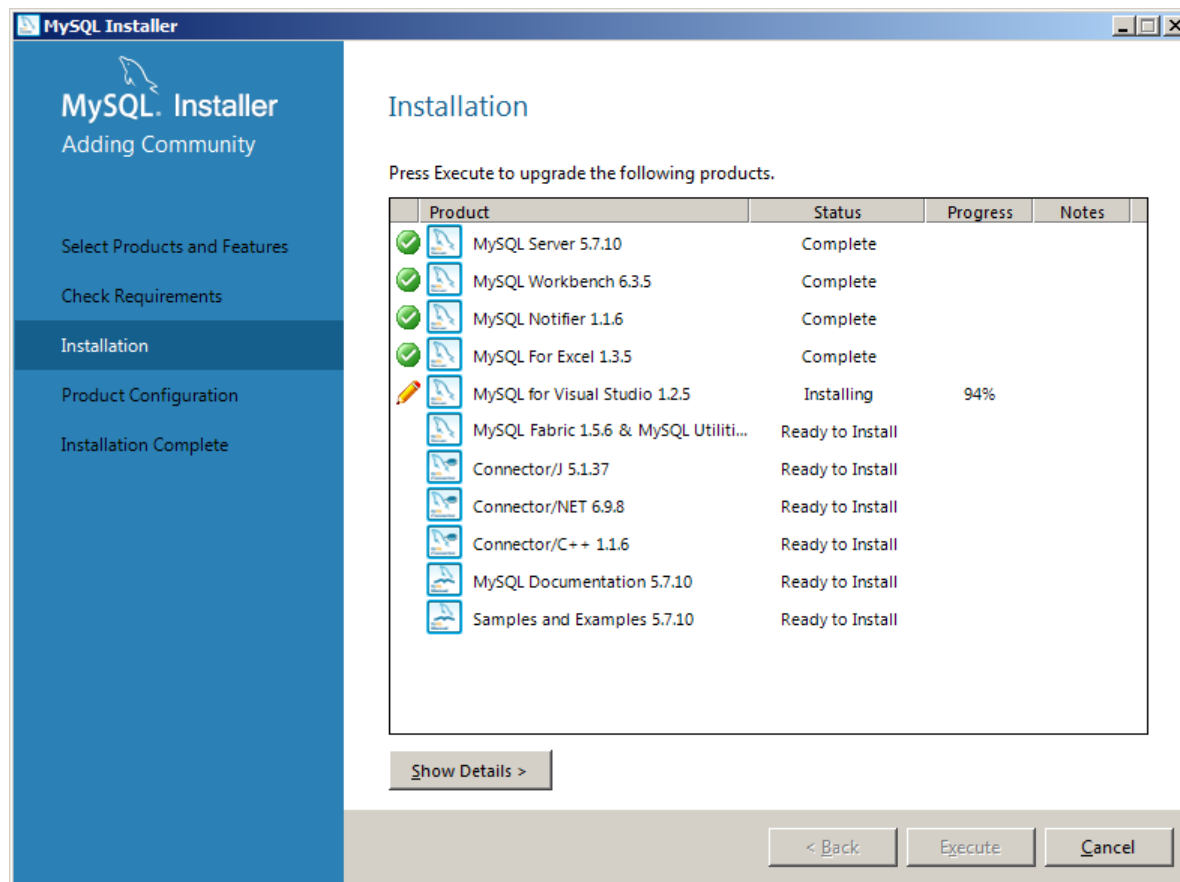 MySQL Installer
MySQL. Installer
Adding Community
Select Products and Features
Check Requirements
Installation
Product Configuration
Installation Complete
Installation
Press Execute to upgrade the following products.
Product Status Progress Notes
MySQL Server 5.7.10 Complete
MySQL Workbench 6.3.5 Complete
MySQL Notifier 1.1.6 Complete
MySQL For Excel 1.3.5 Complete
MySQL for Visual Studio 1.2.5 Installing 94%
MySQL Fabric 1.5.6 & MySQL Utiliti... Ready to Install
Connector/J 5.1.37 Ready to Install
Connector/NET 6.9.8 Ready to Install
Connector/C++ 1.1.6 Ready to Install
MySQL Documentation 5.7.10 Ready to Install
Samples and Examples 5.7.10 Ready to Install
Show Details >
< Back Execute Cancel